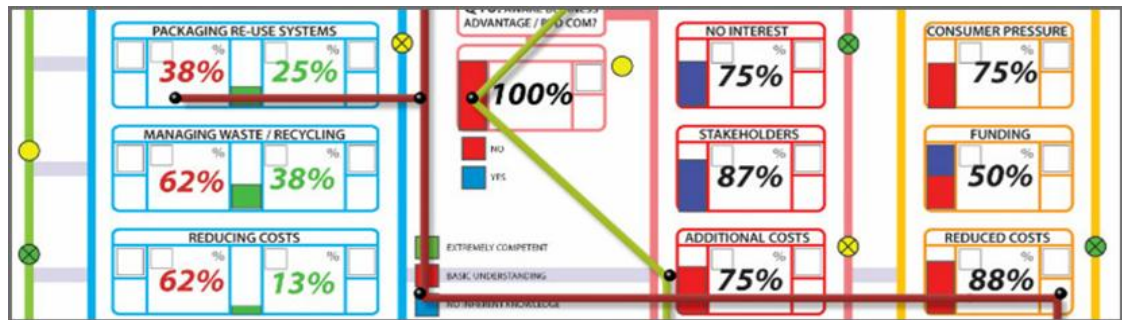 ADVANTAGE / PRO COM?
PACKAGING RE-USE SYSTEMS
%
%
38%
25%
100%
NO
YES
NO INTEREST
%
75%
CONSUMER PRESSURE
%
75%
MANAGING WASTE / RECYCLING
%
%
62%
38%
STAKEHOLDERS
%
87%
FUNDING
%
50%
REDUCING COSTS
%
%
62%
13%
EXTREMELY COMPETENT
BASIC UNDERSTANDING
NO INHERENT KNOWLEDGE
ADDITIONAL COSTS
%
75%
REDUCED COSTS
%
88%